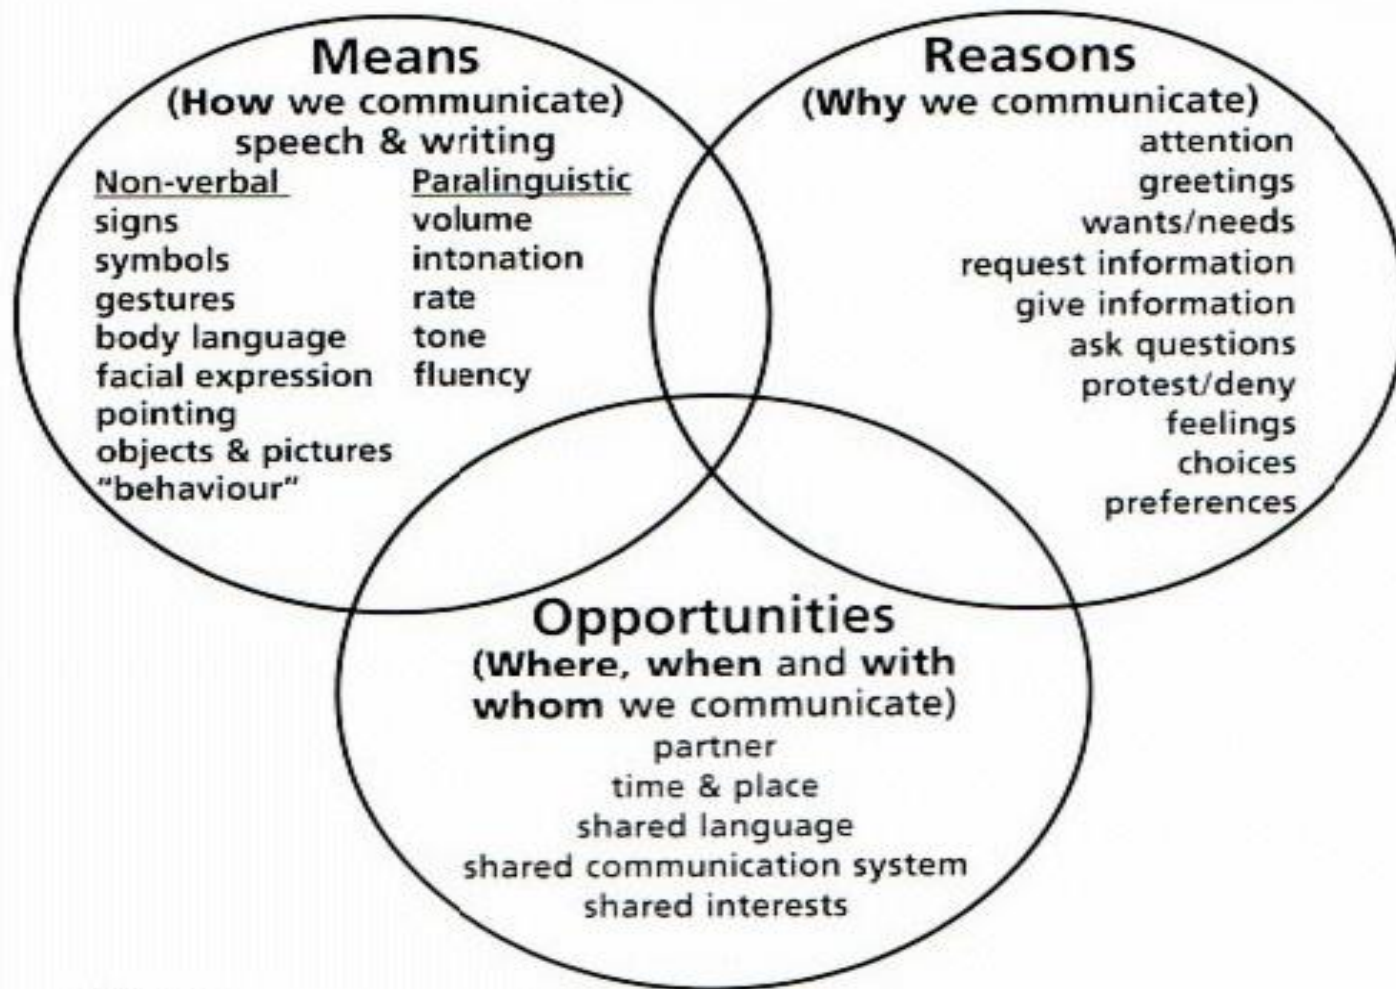 Means
(How we communicate)
speech & writing
Non-verbal
signs
symbols
gestures
body language
facial expression
pointing
objects & pictures
"behaviour"
Paralinguistic
volume
intonation
rate
tone
fluency
Reasons
(Why we communicate)
attention
greetings
wants/needs
request information
give information
ask questions
protest/deny
feelings
choices
preferences
Opportunities
(Where, when and with
whom we communicate)
partner
time & place
shared language
shared communication system
shared interests